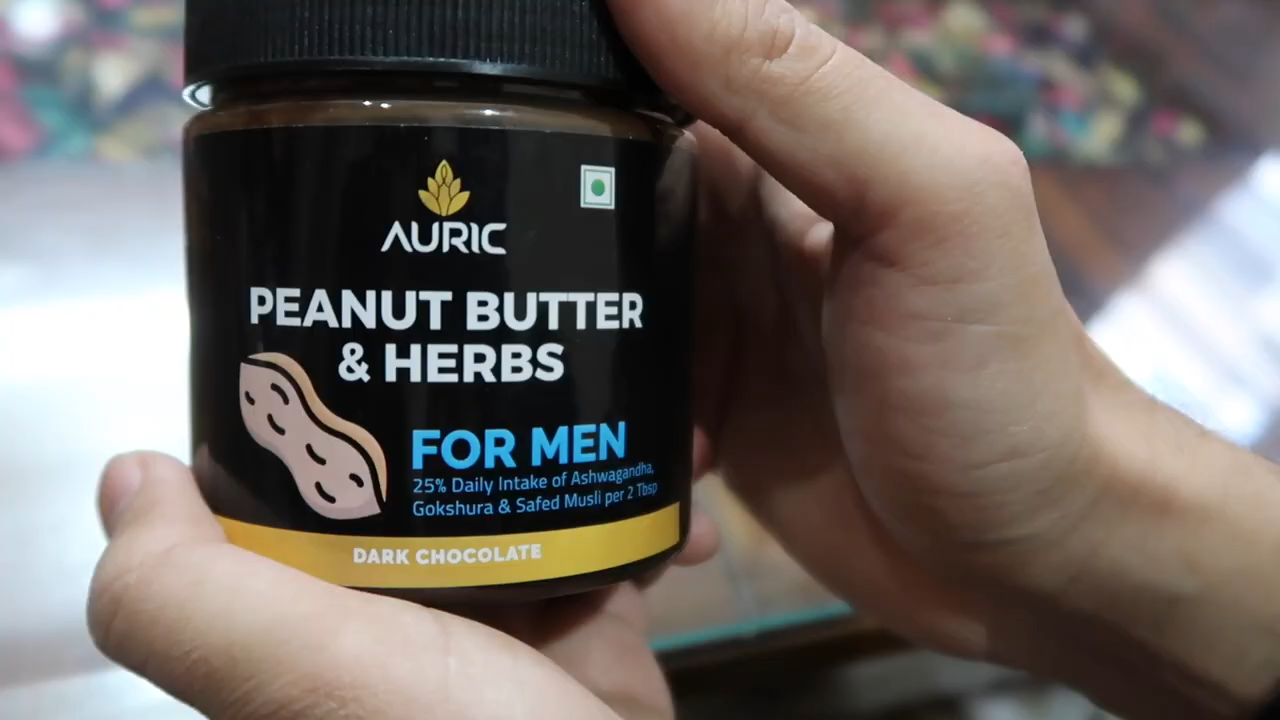 AURIC
PEANUT BUTTER
& HERBS
FOR MEN
25% Daily Intake of Ashwagandha,
Gokshura & Safed Musli per 2 Tbsp
DARK CHOCOLATE